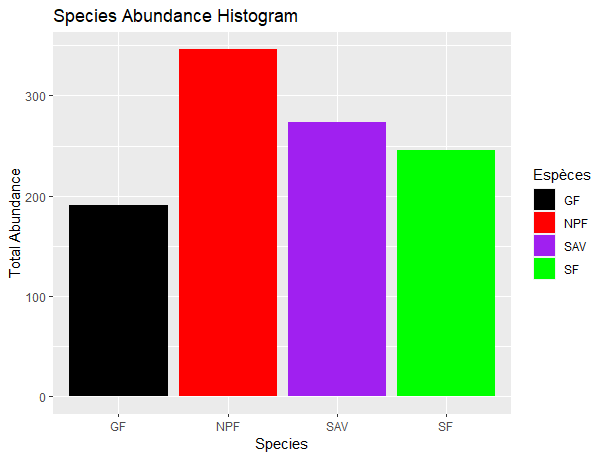 Species Abundance Histogram
Total Abundance
300
200
100
0
GF
NPF
SAV
SF
Species
Espèces
GF
NPF
SAV
SF